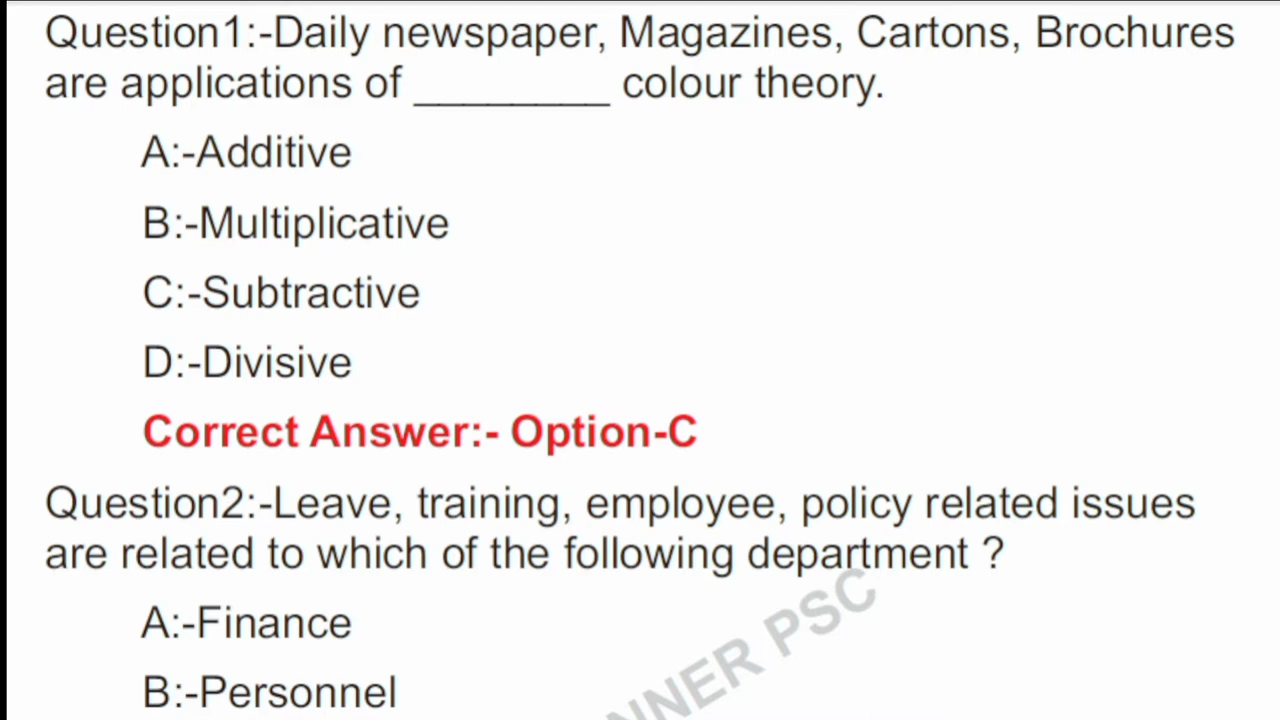 Question1:-Daily newspaper, Magazines, Cartons, Brochures
are applications of ________ colour theory.
A:-Additive
B:-Multiplicative
C:-Subtractive
D:-Divisive
Correct Answer:- Option-C
Question2:-Leave, training, employee, policy related issues
are related to which of the following department ?
A:-Finance
B:-Personnel
PSC